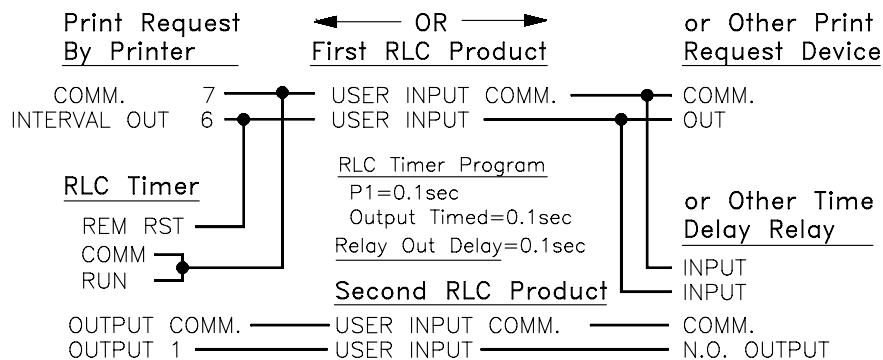 Print Request
By Printer
OR
First RLC Product
or Other Print
Request Device
COMM. 7
USER INPUT COMM.
COMM.
INTERVAL OUT 6
USER INPUT
OUT
RLC Timer
REM RST
COMM
RUN
RLC Timer Program
P1=0.1sec
Output Timed=0.1sec
Relay Out Delay=0.1sec
or Other Time
Delay Relay
INPUT
INPUT
Second RLC Product
OUTPUT COMM.
USER INPUT COMM.
COMM.
OUTPUT 1
USER INPUT
N.O. OUTPUT